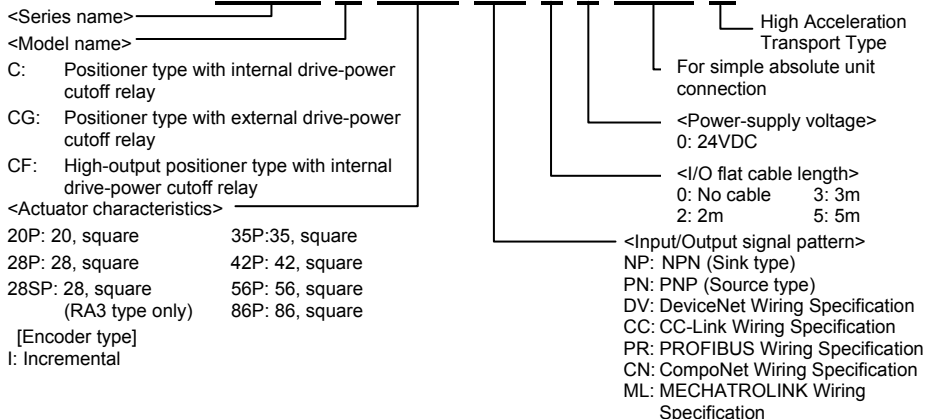 <Series name>
<Model name>
C: Positioner type with internal drive-power
cutoff relay
CG: Positioner type with external drive-power
cutoff relay
CF: High-output positioner type with internal
drive-power cutoff relay
<Actuator characteristics>
20P: 20, square 35P:35, square
28P: 28, square 42P: 42, square
28SP: 28, square 56P: 56, square
(RA3 type only) 86P: 86, square
[Encoder type]
I: Incremental
High Acceleration
Transport Type
For simple absolute unit
connection
<Power-supply voltage>
0: 24VDC
<I/O flat cable length>
0: No cable 3: 3m
2: 2m 5: 5m
<Input/Output signal pattern>
NP: NPN (Sink type)
PN: PNP (Source type)
DV: DeviceNet Wiring Specification
CC: CC-Link Wiring Specification
PR: PROFIBUS Wiring Specification
CN: CompoNet Wiring Specification
ML: MECHATROLINK Wiring
Specification